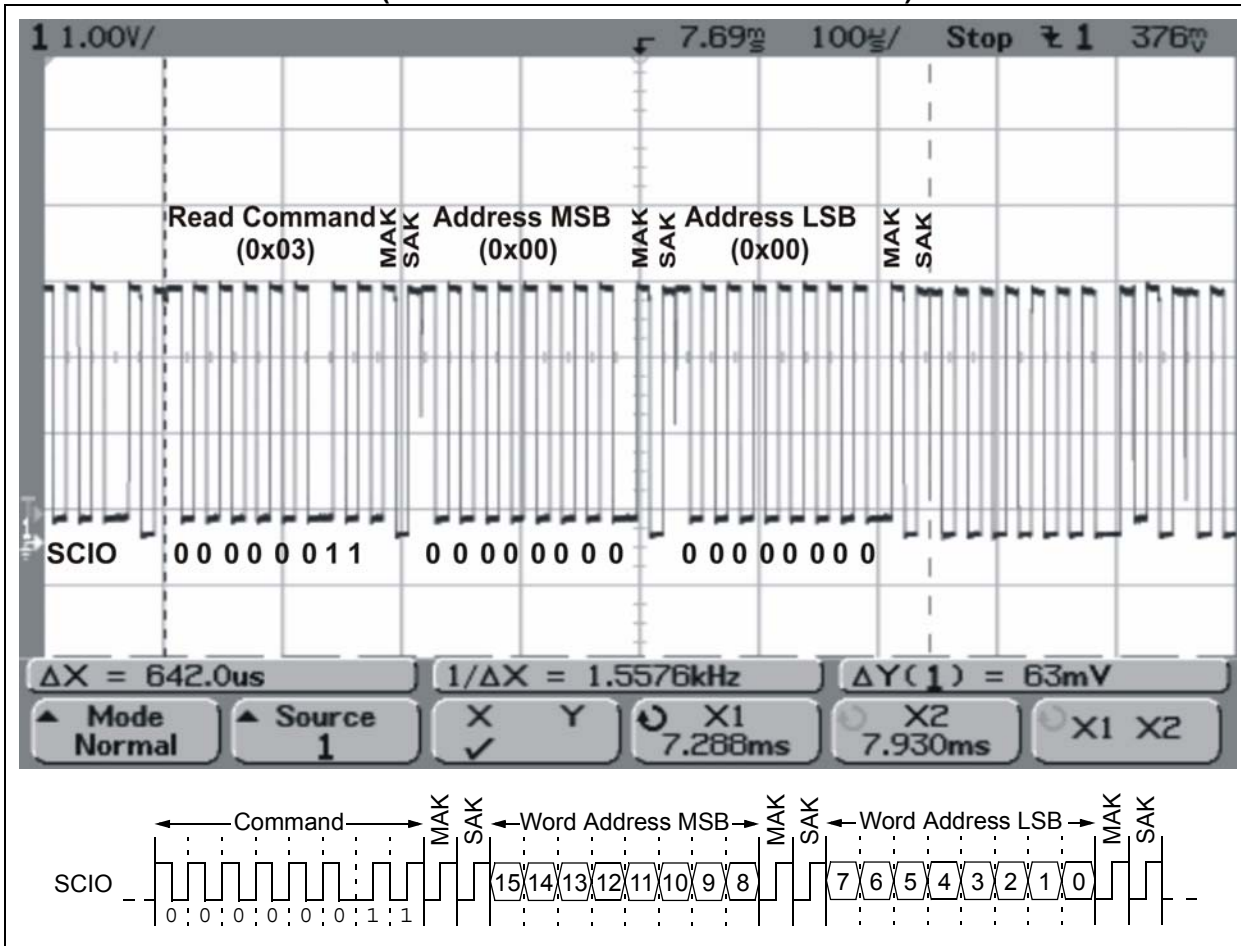 1 1.00V/ 7.69ms 100us/ Stop 1 376mV
Read Command MAK SAK Address MSB MAK SAK Address LSB MAK SAK
(0x03) (0x00) (0x00)
SCIO 0 0 0 0 0 0 1 1 0 0 0 0 0 0 0 0 0 0 0 0 0 0 0 0
ΔX = 642.0us 1/ΔX = 1.5576kHz ΔY(1) = 63mV
Mode Source X Y X1 X2 X1 X2
Normal 1 ✓ 7.288ms 7.930ms
Command MAK SAK Word Address MSB MAK SAK Word Address LSB MAK SAK
SCIO 15 14 13 12 11 10 9 8 7 6 5 4 3 2 1 0
0 0 0 0 0 0 1 1